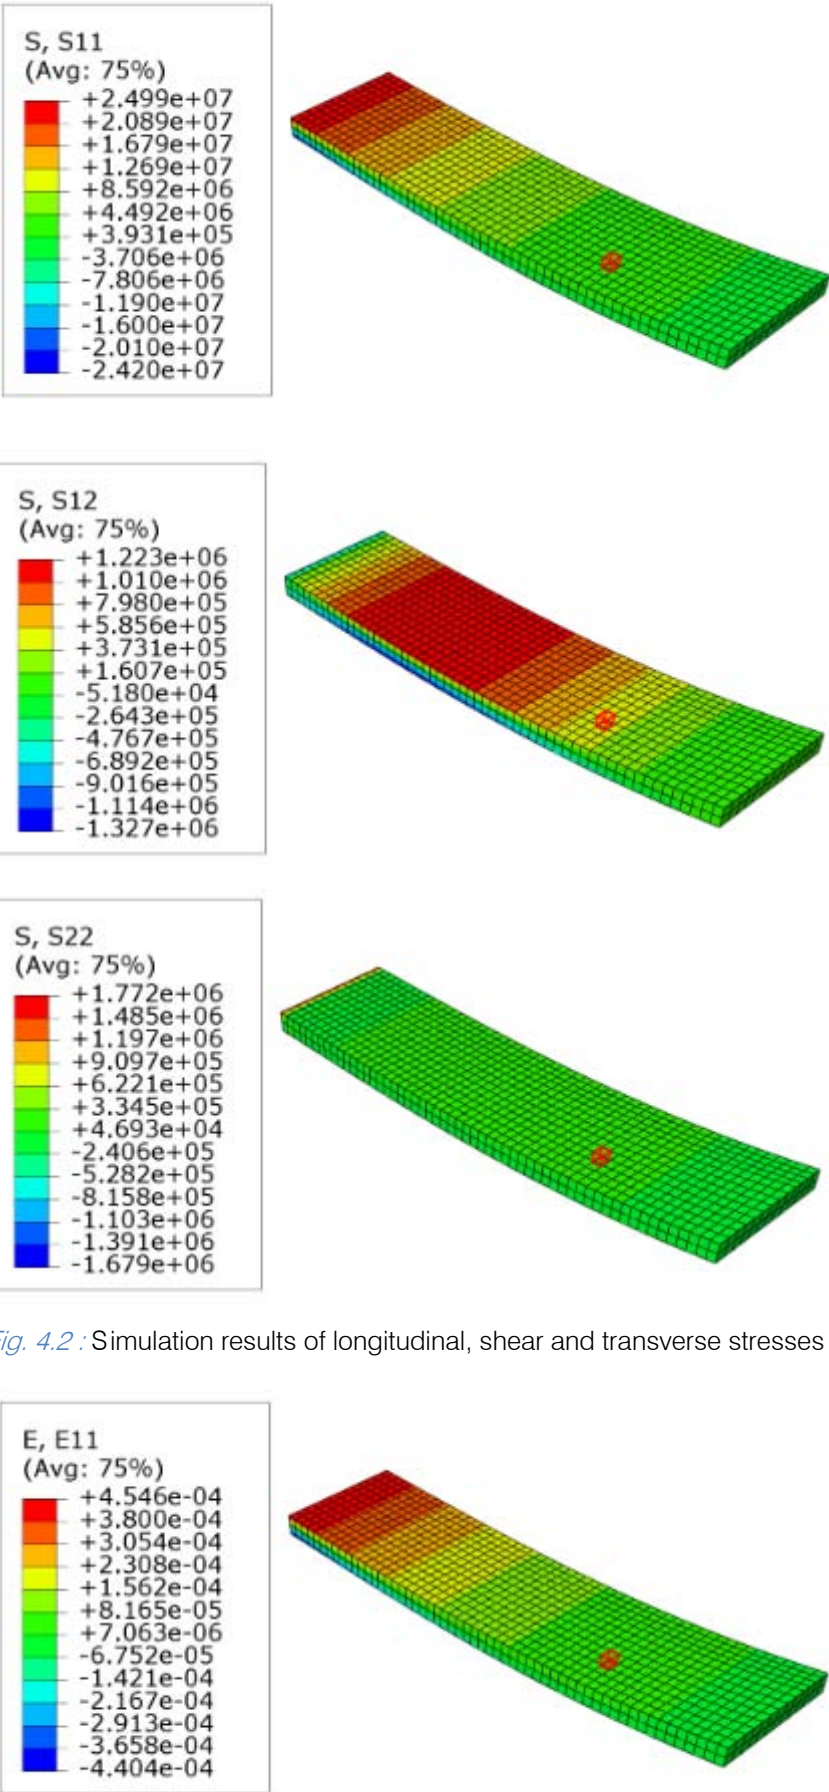 S, S11
(Avg: 75%)
+2.499e+07
+2.089e+07
+1.679e+07
+1.269e+07
+8.592e+06
+4.492e+06
+3.931e+05
-3.706e+06
-7.806e+06
-1.190e+07
-1.600e+07
-2.010e+07
-2.420e+07
S, S12
(Avg: 75%)
+1.223e+06
+1.010e+06
+7.980e+05
+5.856e+05
+3.731e+05
+1.607e+05
-5.180e+04
-2.643e+05
-4.767e+05
-6.892e+05
-9.016e+05
-1.114e+06
-1.327e+06
S, S22
(Avg: 75%)
+1.772e+06
+1.485e+06
+1.197e+06
+9.097e+05
+6.221e+05
+3.345e+05
+4.693e+04
-2.406e+05
-5.282e+05
-8.158e+05
-1.103e+06
-1.391e+06
-1.679e+06
ig. 4.2 : Simulation results of longitudinal, shear and transverse stresses
E, E11
(Avg: 75%)
+4.546e-04
+3.800e-04
+3.054e-04
+2.308e-04
+1.562e-04
+8.165e-05
+7.063e-06
-6.752e-05
-1.421e-04
-2.167e-04
-2.913e-04
-3.658e-04
-4.404e-04